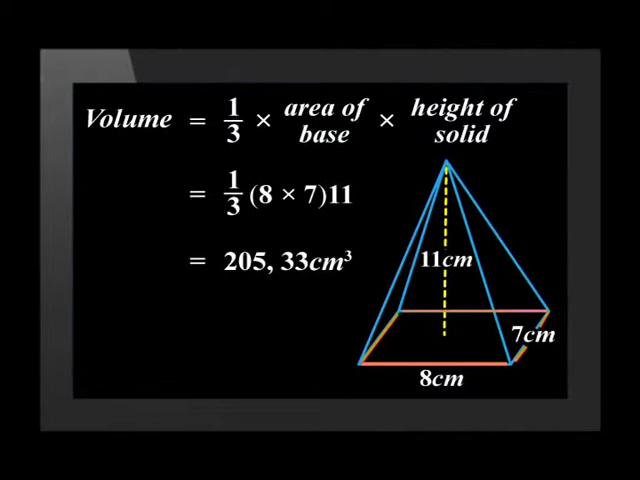 Volume = 1/3 × area of base × height of solid
= 1/3 (8 × 7)11
= 205, 33cm³
11cm
7cm
8cm